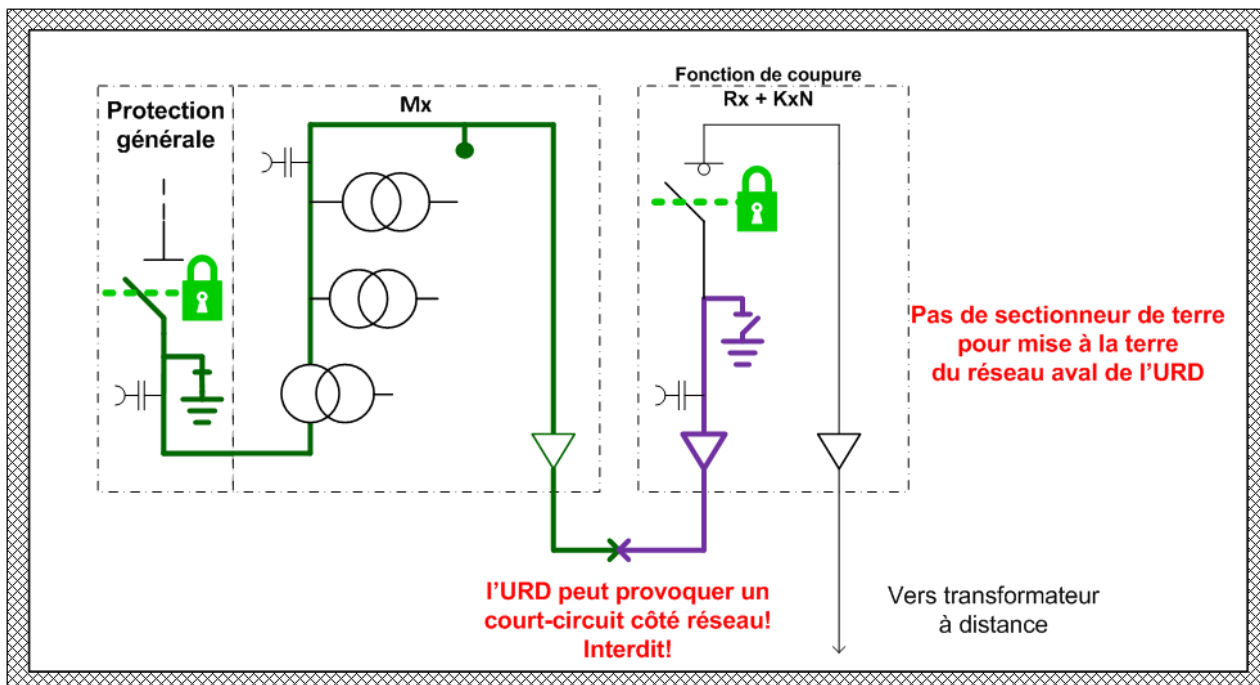 Protection
générale
Mx
Fonction de coupure
Rx + KxN
Pas de sectionneur de terre
pour mise à la terre
du réseau aval de l'URD
l'URD peut provoquer un
court-circuit côté réseau!
Interdit!
Vers transformateur
à distance